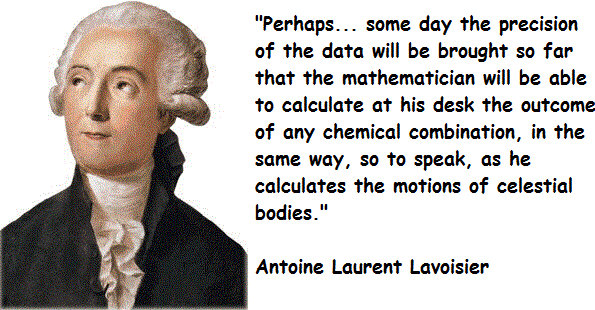 "Perhaps... some day the precision
of the data will be brought so far
that the mathematician will be able
to calculate at his desk the outcome
of any chemical combination, in the
same way, so to speak, as he
calculates the motions of celestial
bodies."
Antoine Laurent Lavoisier